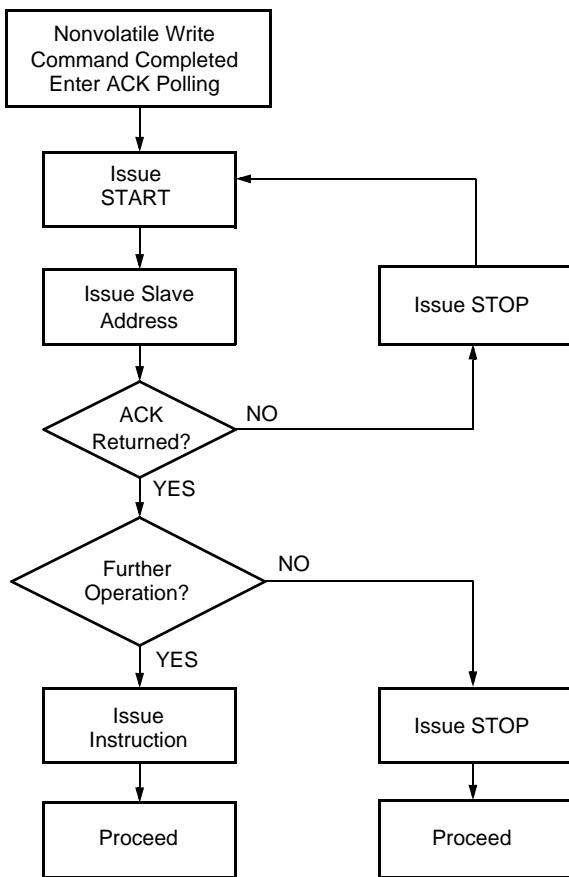 Nonvolatile Write
Command Completed
Enter ACK Polling
Issue
START
Issue Slave
Address
Issue STOP
ACK
Returned?
NO
YES
Further
Operation?
NO
YES
Issue
Instruction
Issue STOP
Proceed
Proceed